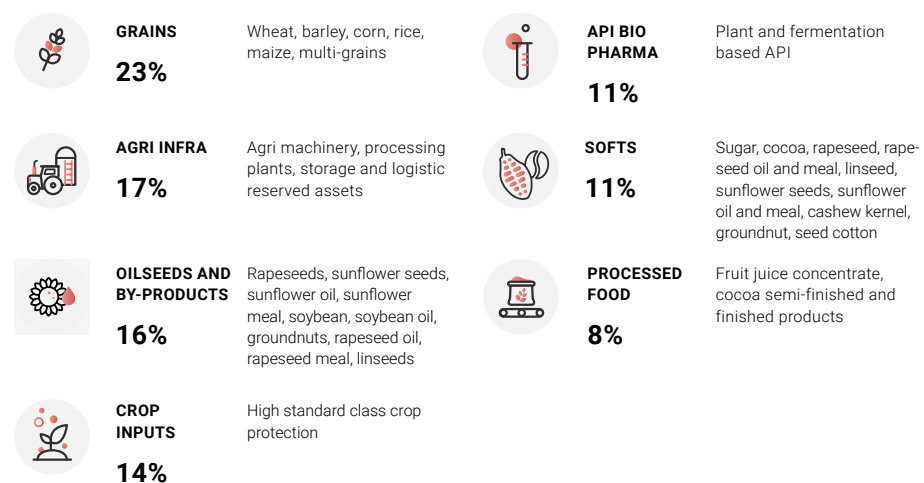 GRAINS
23%
Wheat, barley, corn, rice,
maize, multi-grains
AGRI INFRA
17%
Agri machinery, processing
plants, storage and logistic
reserved assets
OILSEEDS AND
BY-PRODUCTS
16%
Rapeseeds, sunflower seeds,
sunflower oil, sunflower
meal, soybean, soybean oil,
groundnuts, rapeseed oil,
rapeseed meal, linseeds
CROP
INPUTS
14%
High standard class crop
protection
API BIO
PHARMA
11%
Plant and fermentation
based API
SOFTS
11%
Sugar, cocoa, rapeseed, rape-
seed oil and meal, linseed,
sunflower seeds, sunflower
oil and meal, cashew kernel,
groundnut, seed cotton
PROCESSED
FOOD
8%
Fruit juice concentrate,
cocoa semi-finished and
finished products